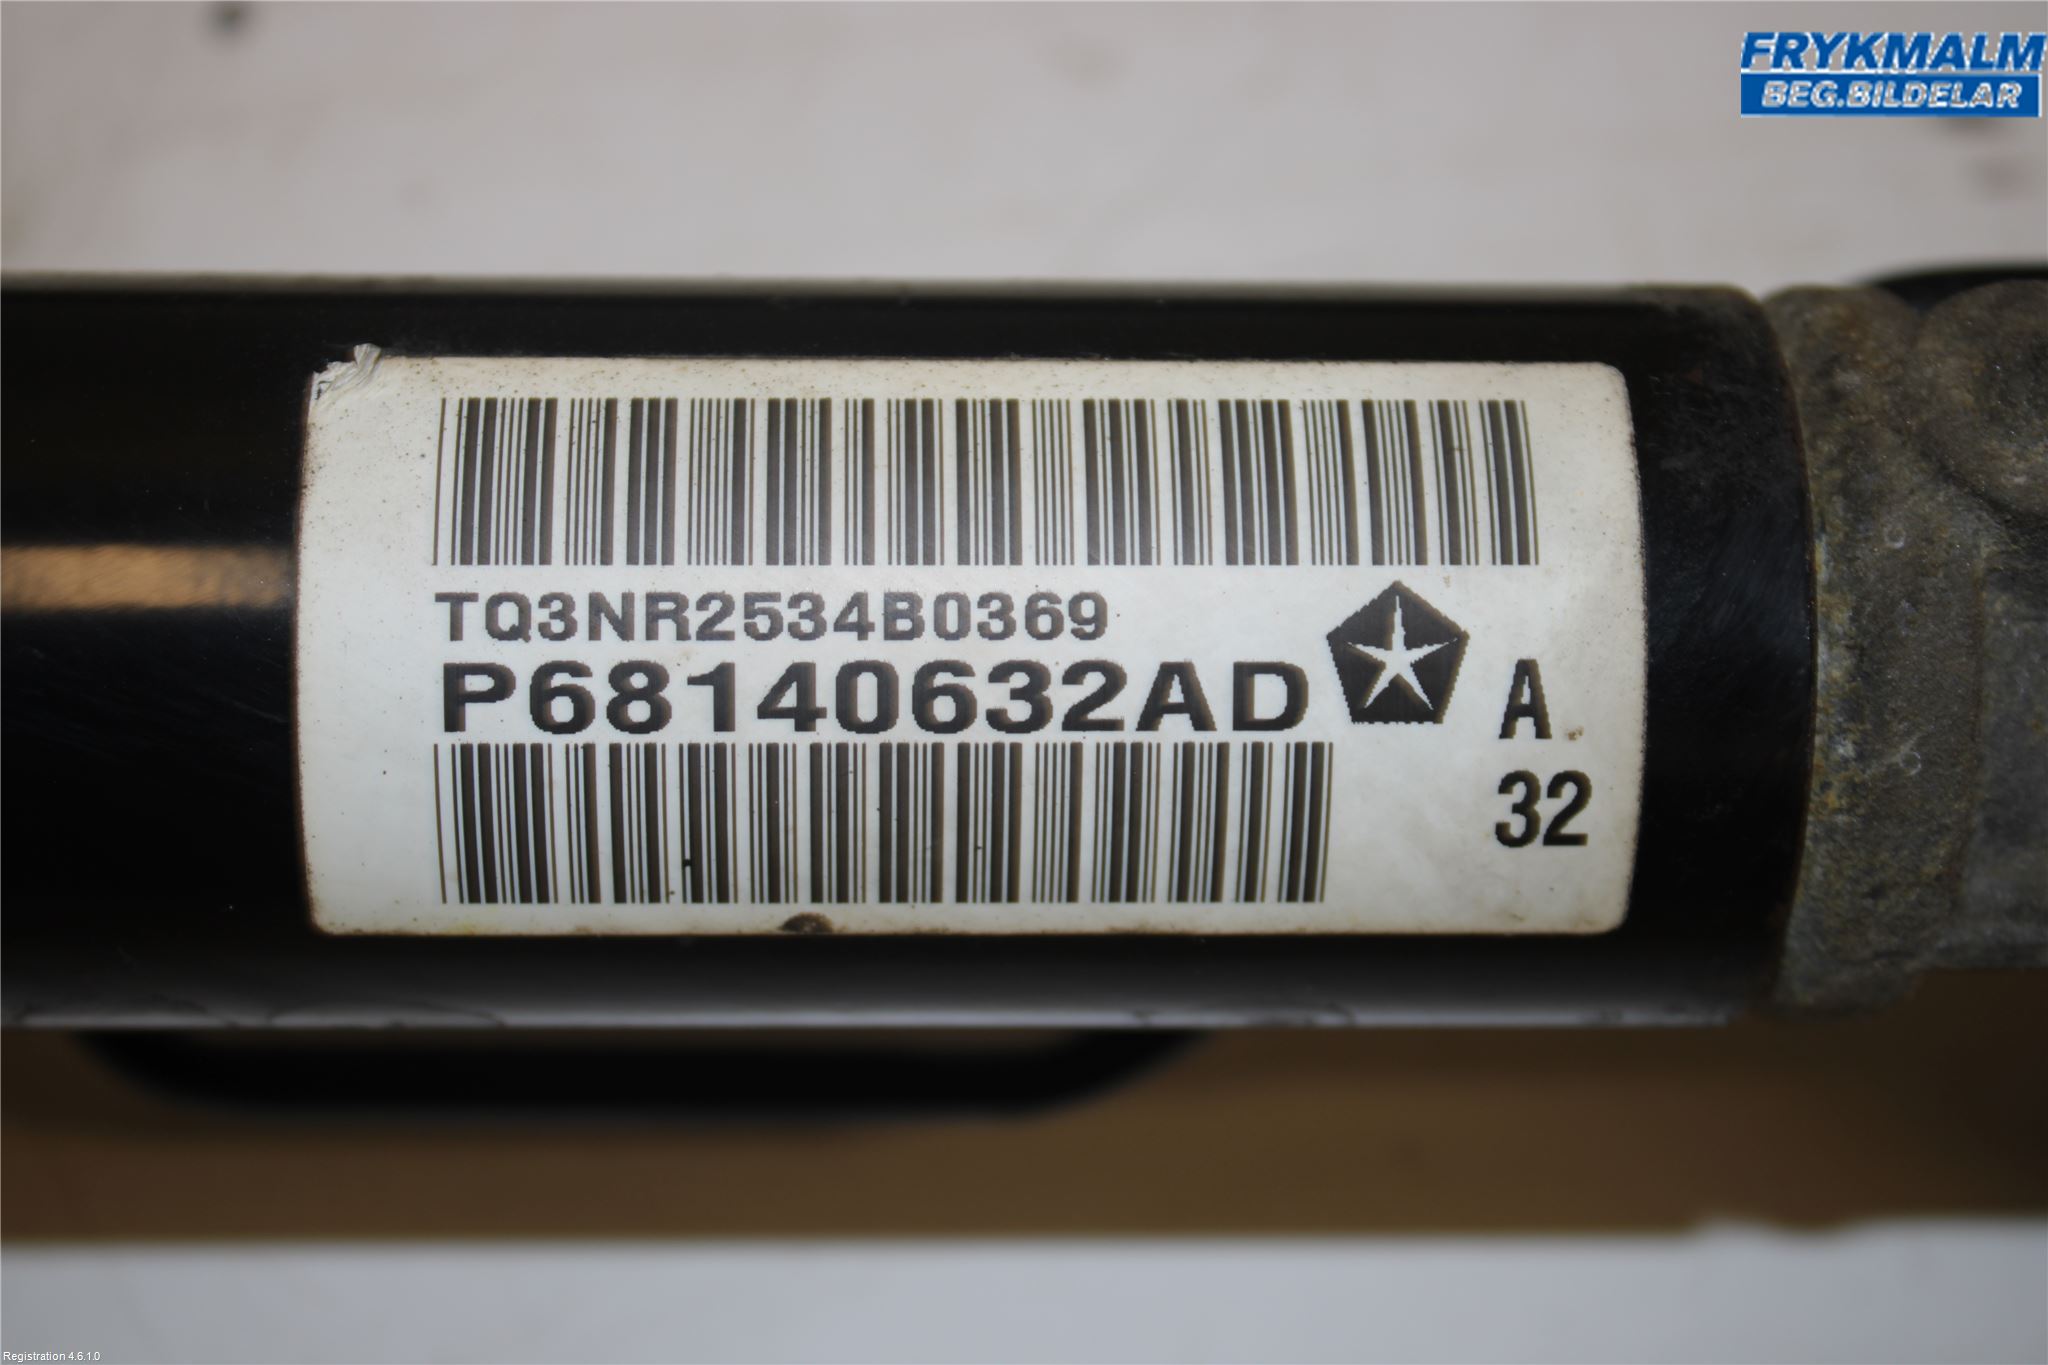 FRYKMALM
BEG.BILDELAR
TQ3NR2534B0369
P68140632AD
A
32
Registration 4.6.1.0